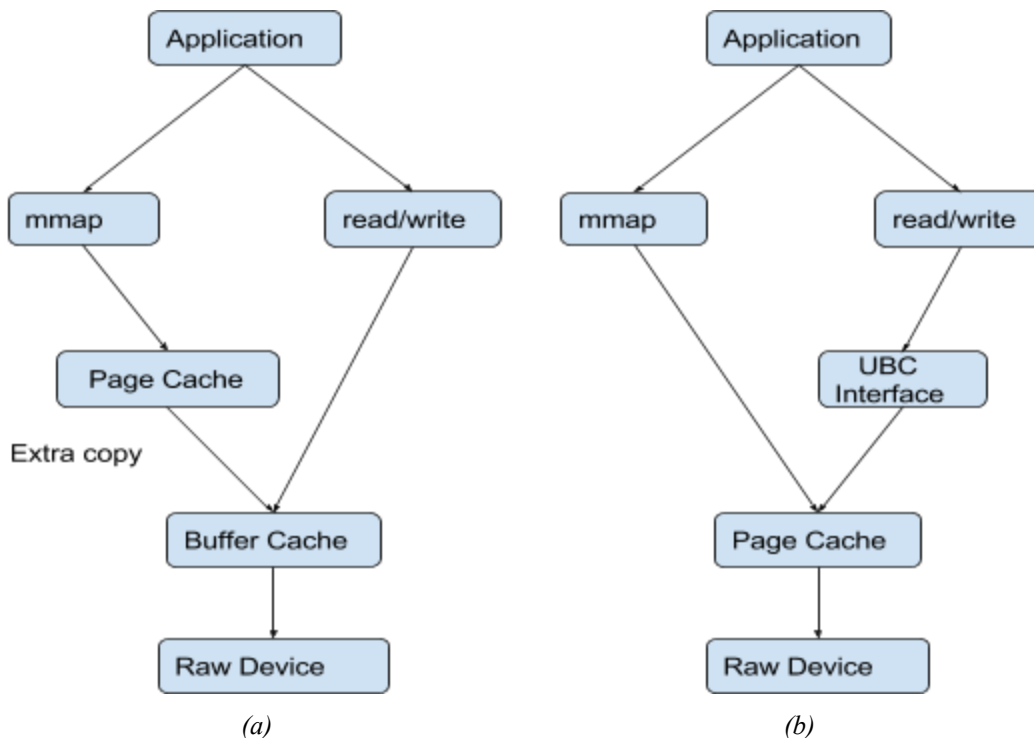 Application
Application
mmap
read/write
mmap
read/write
Page Cache
UBC
Interface
Extra copy
Buffer Cache
Page Cache
Raw Device
Raw Device
(a)
(b)